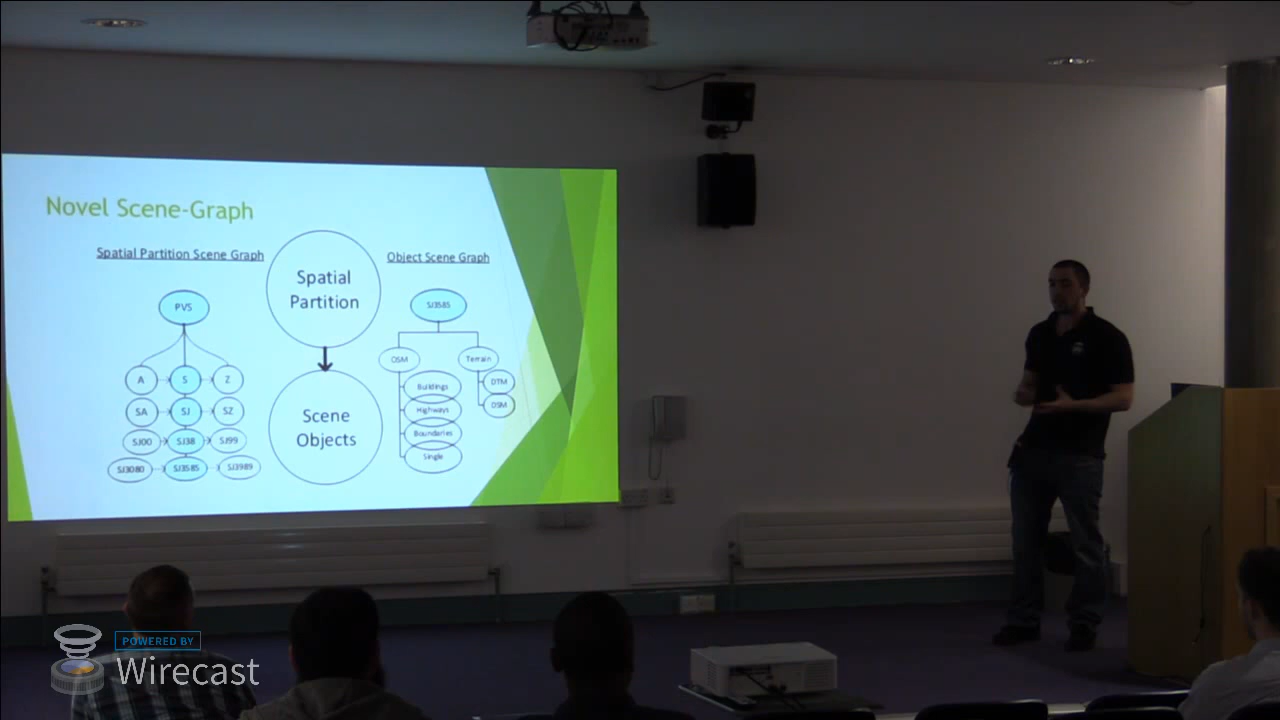 Novel Scene-Graph
Spatial Partition Scene Graph
PVS
A
S
Z
SA
SJ
SZ
SJ00
SJ38
SJ99
SJ3080
SJ3585
SJ3989
Spatial
Partition
Scene
Objects
Object Scene Graph
SJ3585
OSM
Terrain
Buildings
Highways
Boundaries
Single
DTM
DSM
POWERED BY
Wirecast